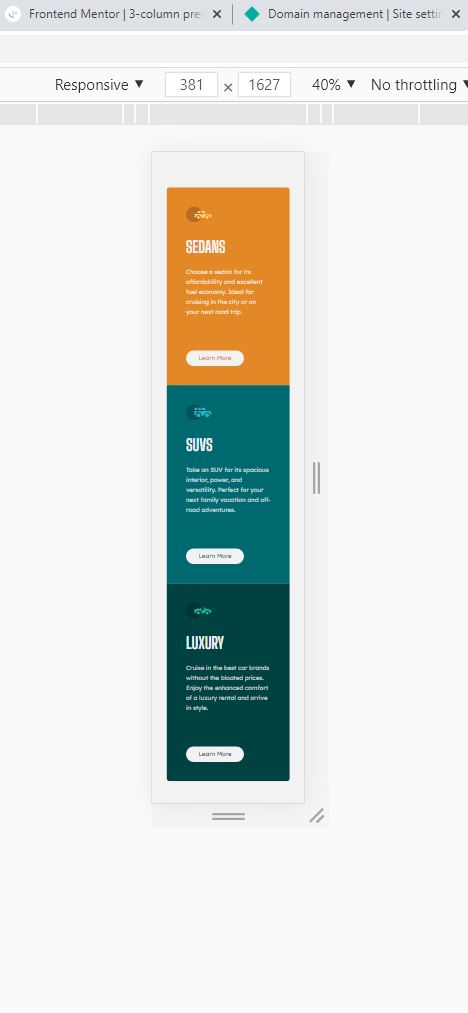 Frontend Mentor | 3-column prev
Domain management | Site settin
Responsive ▼ 381 × 1627 40% ▼ No throttling ▼
SEDANS
Choose a sedan for its
affordability and excellent
fuel economy. Ideal for
cruising in the city or on
your next road trip.
Learn More
SUVS
Take an SUV for its spacious
interior, power, and
versatility. Perfect for your
next family vacation and off-
road adventures.
Learn More
LUXURY
Cruise in the best car brands
without the bloated prices.
Enjoy the enhanced comfort
of a luxury rental and arrive
in style.
Learn More